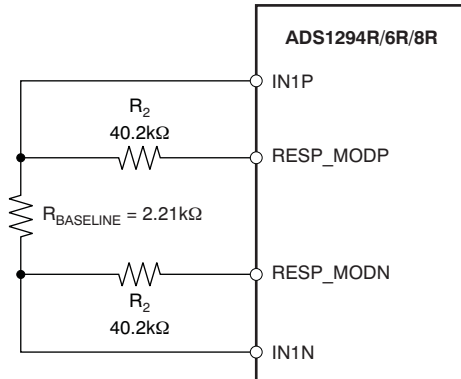 ADS1294R/6R/8R
IN1P
R2
40.2kΩ
RESP_MODP
RBASELINE = 2.21kΩ
RESP_MODN
R2
40.2kΩ
IN1N